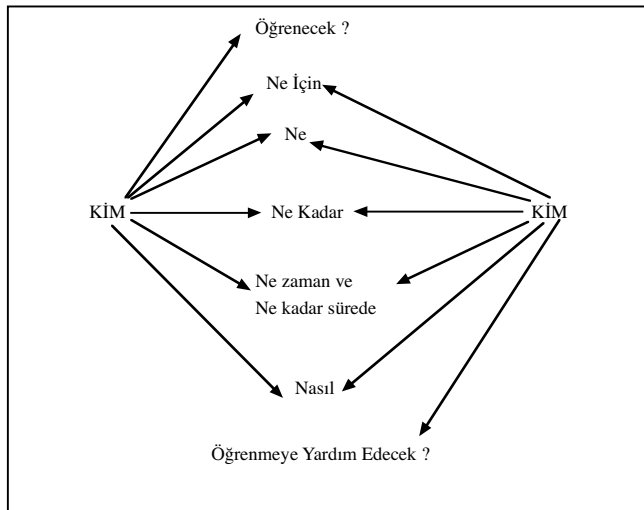 Öğrenecek ?
Ne İçin
Ne
KİM
Ne Kadar
KİM
Ne zaman ve
Ne kadar sürede
Nasıl
Öğrenmeye Yardım Edecek ?